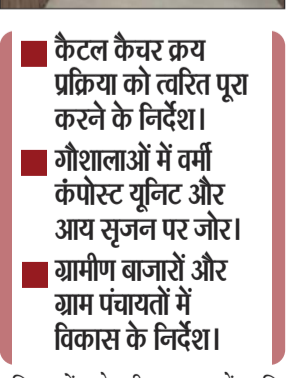 कैटल कैचर क्रय
प्रक्रिया को त्वरित पूरा
करने के निर्देश।
गौशालाओं में वर्मी
कंपोस्ट यूनिट और
आय सृजन पर जोर।
ग्रामीण बाजारों और
ग्राम पंचायतों में
विकास के निर्देश।